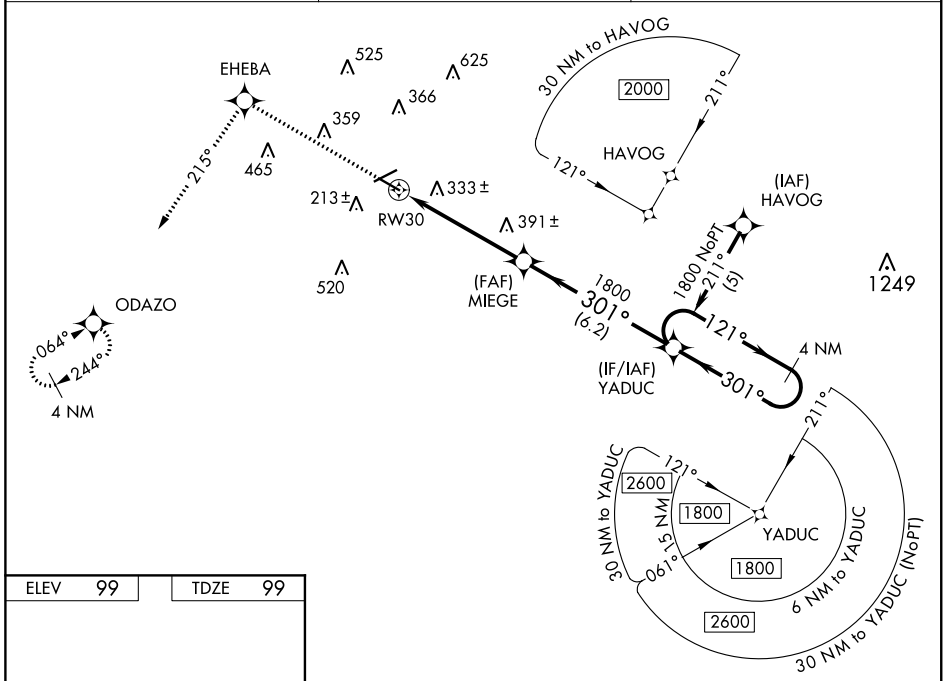 EHEBA
525
625
366
359
465
213±
333±
RW30
391±
520
215°
ODAZO
064°
244°
4 NM
(FAF)
MIEGE
1800
301°
(6.2)
30 NM to HAVOG
2000
211°
HAVOG
121°
(IAF)
HAVOG
1800 NoPT
211°
(5)
1249
121°
4 NM
301°
(IF/IAF)
YADUC
211°
30 NM to YADUC
2600
121°
15 NM
1800
061°
YADUC
1800
6 NM to YADUC
2600
30 NM to YADUC (NoPT)
ELEV 99
TDZE 99